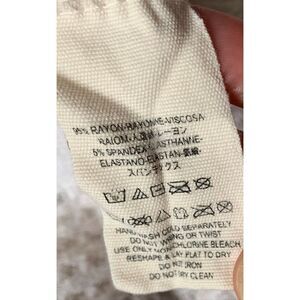 95% RAYON-RAYONNE-VISCOSA-
RAIOM-人造絲-レーヨン
5% SPANDEX-ELASTHANNE-
ELASTANO-ELASTAN-氨綸-
スパンデックス
HAND WASH COLD SEPARATELY
DO NOT WRING OR TWIST
USE ONLY NON-CHLORINE BLEACH
RESHAPE & LAY FLAT TO DRY
DO NOT IRON
DO NOT DRY CLEAN